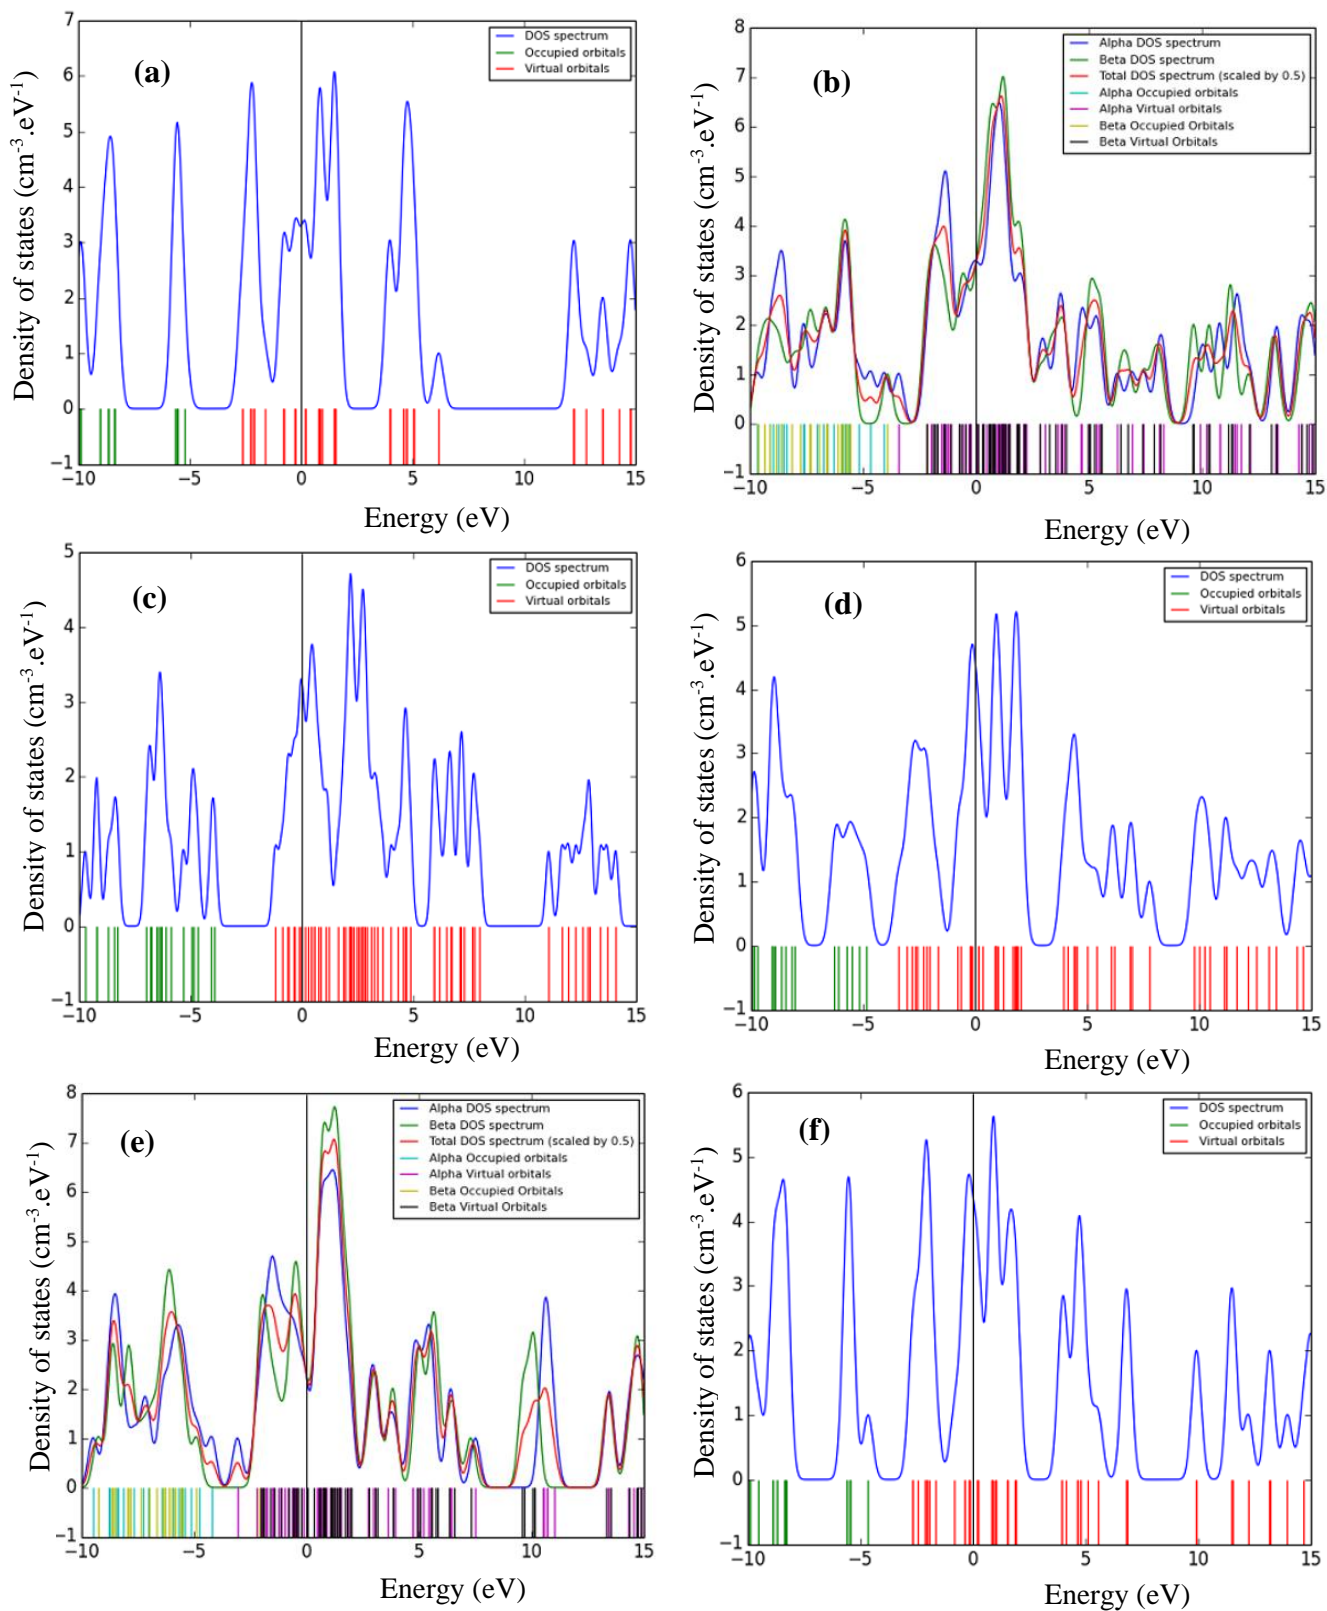 (a)
DOS spectrum
Occupied orbitals
Virtual orbitals
Density of states (cm-3.eV-1)
7
6
5
4
3
2
1
0
−1
−10
−5
0
5
10
15
Energy (eV)
(b)
Alpha DOS spectrum
Beta DOS spectrum
Total DOS spectrum (scaled by 0.5)
Alpha Occupied orbitals
Alpha Virtual orbitals
Beta Occupied Orbitals
Beta Virtual Orbitals
Density of states (cm-3.eV-1)
8
7
6
5
4
3
2
1
0
−1
−10
−5
0
5
10
15
Energy (eV)
(c)
DOS spectrum
Occupied orbitals
Virtual orbitals
Density of states (cm-3.eV-1)
5
4
3
2
1
0
−1
−10
−5
0
5
10
15
Energy (eV)
(d)
DOS spectrum
Occupied orbitals
Virtual orbitals
Density of states (cm-3.eV-1)
6
5
4
3
2
1
0
−1
−10
−5
0
5
10
15
Energy (eV)
(e)
Alpha DOS spectrum
Beta DOS spectrum
Total DOS spectrum (scaled by 0.5)
Alpha Occupied orbitals
Alpha Virtual orbitals
Beta Occupied Orbitals
Beta Virtual Orbitals
Density of states (cm-3.eV-1)
8
7
6
5
4
3
2
1
0
−1
−10
−5
0
5
10
15
Energy (eV)
(f)
DOS spectrum
Occupied orbitals
Virtual orbitals
Density of states (cm-3.eV-1)
6
5
4
3
2
1
0
−1
−10
−5
0
5
10
15
Energy (eV)